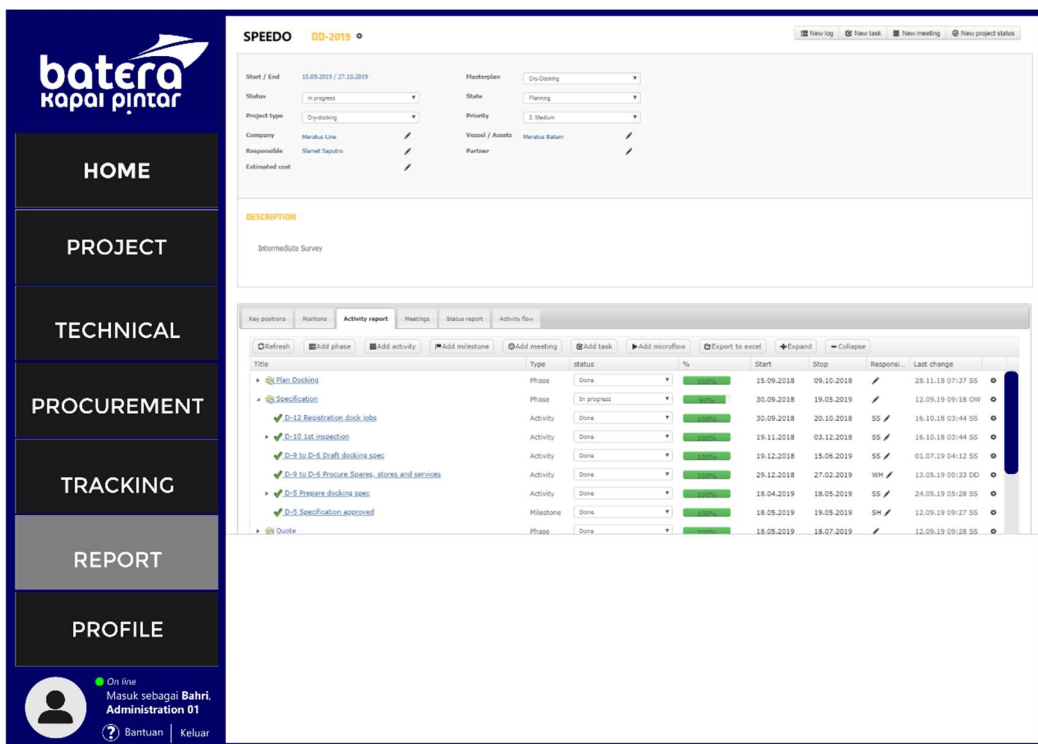 batera
kapal pintar
HOME
PROJECT
TECHNICAL
PROCUREMENT
TRACKING
REPORT
PROFILE
On line
Masuk sebagai Bahri,
Administration 01
? Bantuan | Keluar
SPEEDO DD-2019
New log New task New meeting New project status
Start / End 15.09.2019 / 27.10.2019 Masterplan Dry-Docking
Status In progress State Planning
Project type Dry-docking Priority 2. Medium
Company Meratus Line Vessel / Assets Meratus Batam
Responsible Slamet Saputro Partner
Estimated cost
DESCRIPTION
Intermediate Survey
Key positions Positions Activity report Meetings Status report Activity flow
Refresh Add phase Add activity Add milestone Add meeting Add task Add microflow Export to excel Expand Collapse
Title Type status % Start Stop Responsi... Last change
Plan Docking Phase Done 100% 15.09.2018 09.10.2018 28.11.18 07:37 SS
Specification Phase In progress 90% 30.09.2018 19.05.2019 12.09.19 09:18 OW
D-12 Registration dock jobs Activity Done 100% 30.09.2018 20.10.2018 SS 16.10.18 03:44 SS
D-10 1st inspection Activity Done 100% 19.11.2018 03.12.2018 SS 16.10.18 03:44 SS
D-9 to D-6 Draft docking spec Activity Done 100% 19.12.2018 15.06.2019 SS 01.07.19 04:12 SS
D-9 to D-6 Procure Spares, stores and services Activity Done 100% 29.12.2018 27.02.2019 WH 13.05.19 00:33 DD
D-5 Prepare docking spec Activity Done 100% 18.04.2019 18.05.2019 SS 24.05.19 05:28 SS
D-5 Specification approved Milestone Done 100% 18.05.2019 19.05.2019 SH 12.09.19 09:27 SS
Quote Phase Done 100% 18.05.2019 18.07.2019 12.09.19 09:28 SS